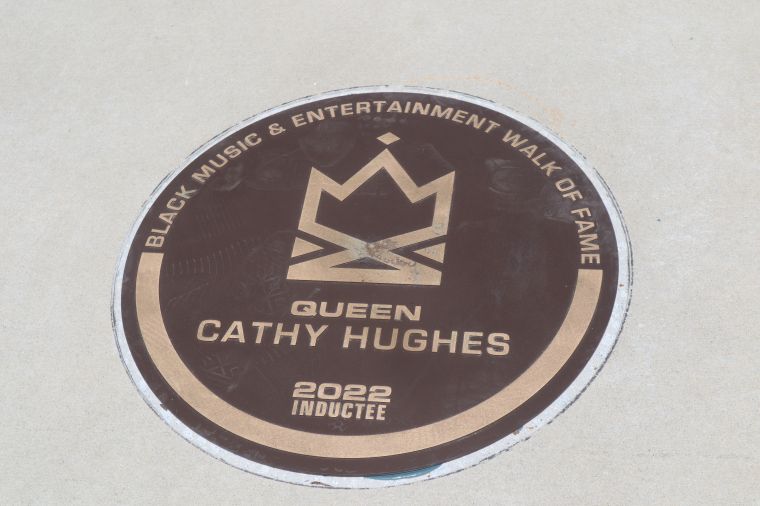 BLACK MUSIC & ENTERTAINMENT WALK OF FAME
QUEEN
CATHY HUGHES
2022
INDUCTEE